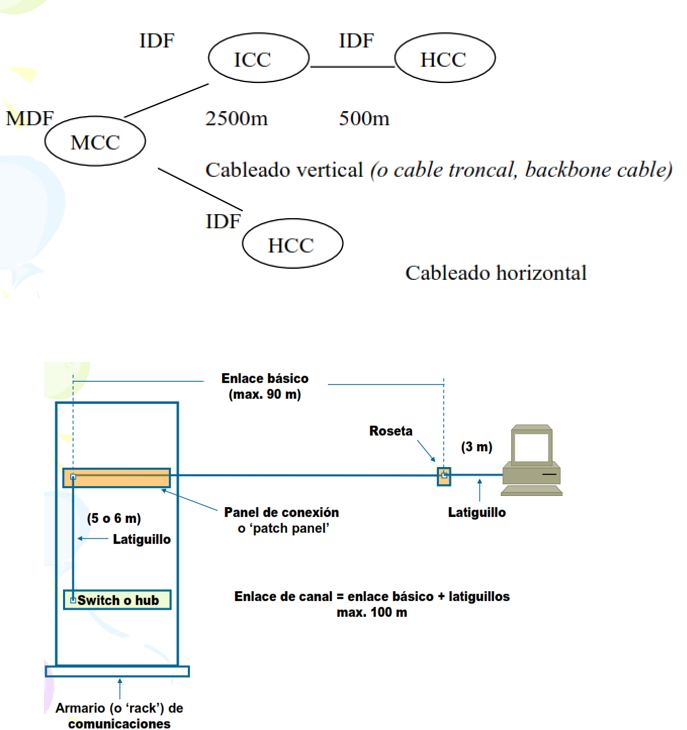 IDF
IDF
ICC
HCC
MDF
2500m
500m
MCC
Cableado vertical (o cable troncal, backbone cable)
IDF
HCC
Cableado horizontal
Enlace básico
(max. 90 m)
Roseta
(3 m)
Panel de conexión
o ‘patch panel’
Latiguillo
(5 o 6 m)
Latiguillo
Switch o hub
Enlace de canal = enlace básico + latiguillos
max. 100 m
Armario (o ‘rack’) de
comunicaciones